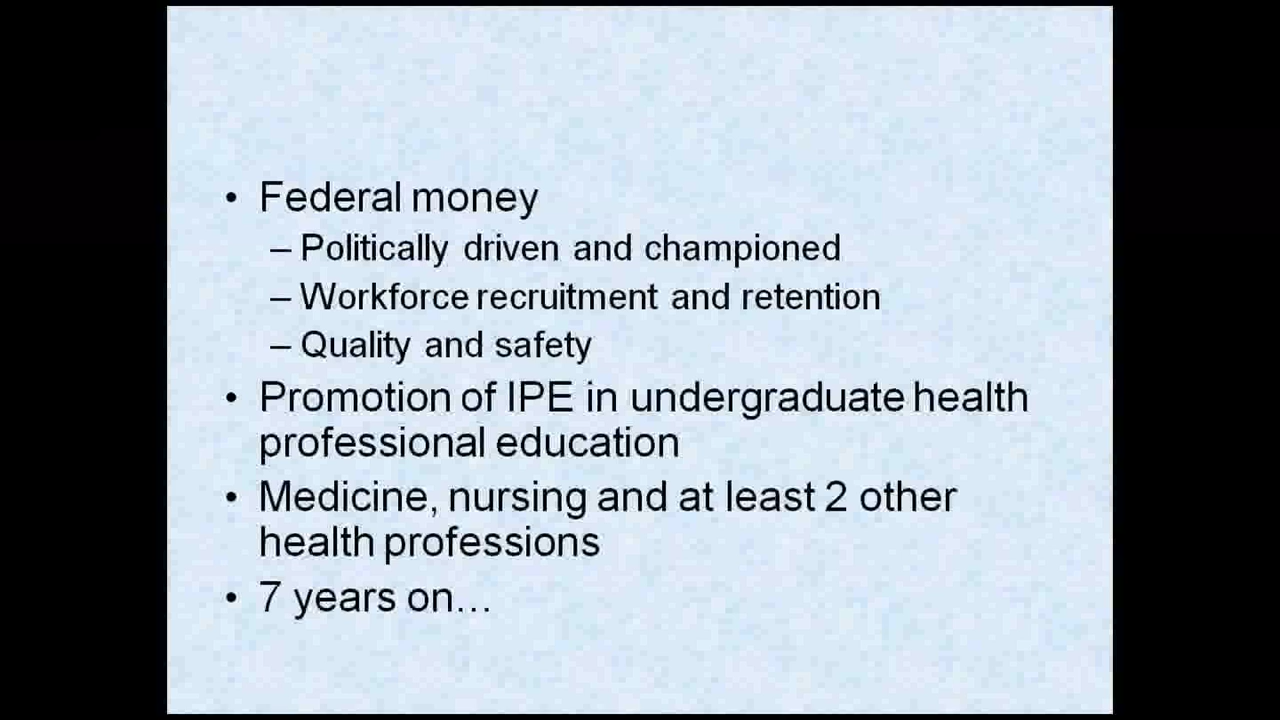 • Federal money
– Politically driven and championed
– Workforce recruitment and retention
– Quality and safety
• Promotion of IPE in undergraduate health
professional education
• Medicine, nursing and at least 2 other
health professions
• 7 years on...